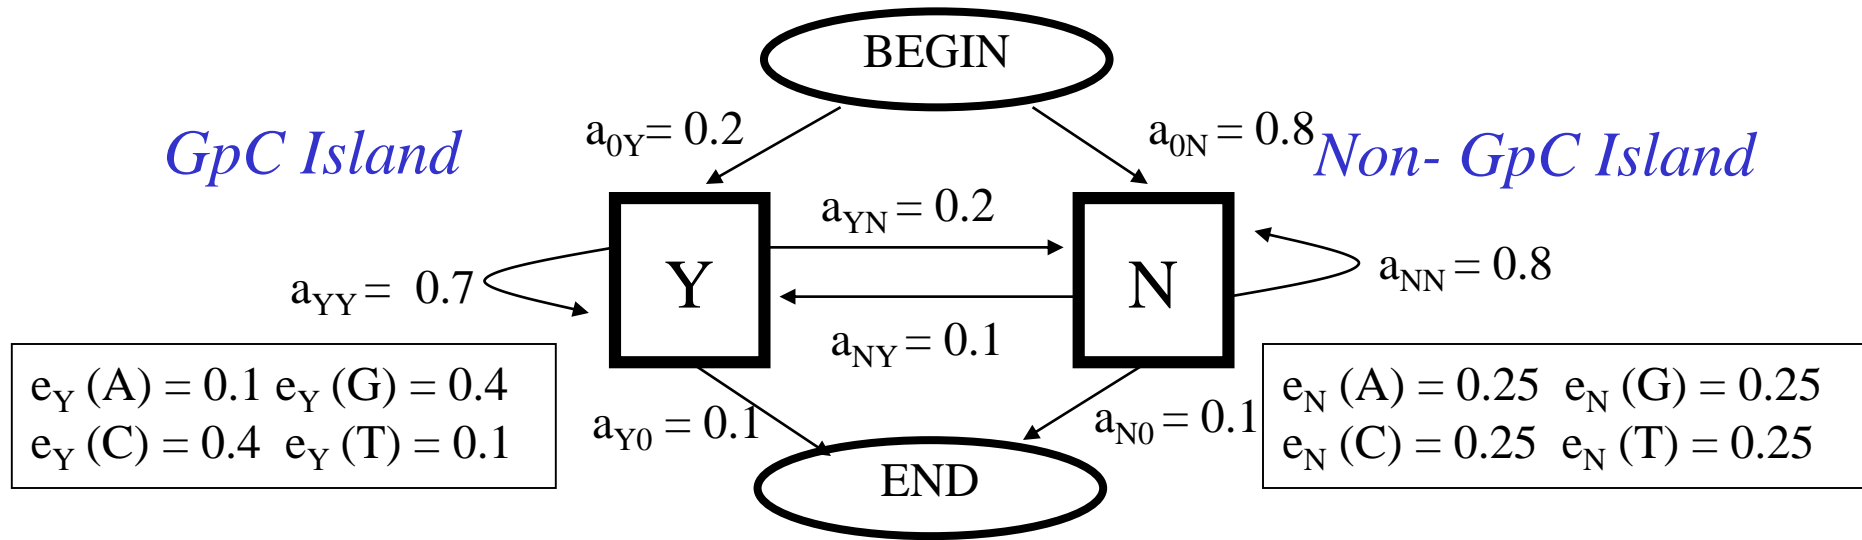 BEGIN
a0Y= 0.2
a0N = 0.8
GpC Island
Non- GpC Island
aYN = 0.2
Y
N
aYY = 0.7
aNN = 0.8
aNY = 0.1
eY (A) = 0.1 eY (G) = 0.4
eY (C) = 0.4 eY (T) = 0.1
eN (A) = 0.25 eN (G) = 0.25
eN (C) = 0.25 eN (T) = 0.25
aY0 = 0.1
aN0 = 0.1
END